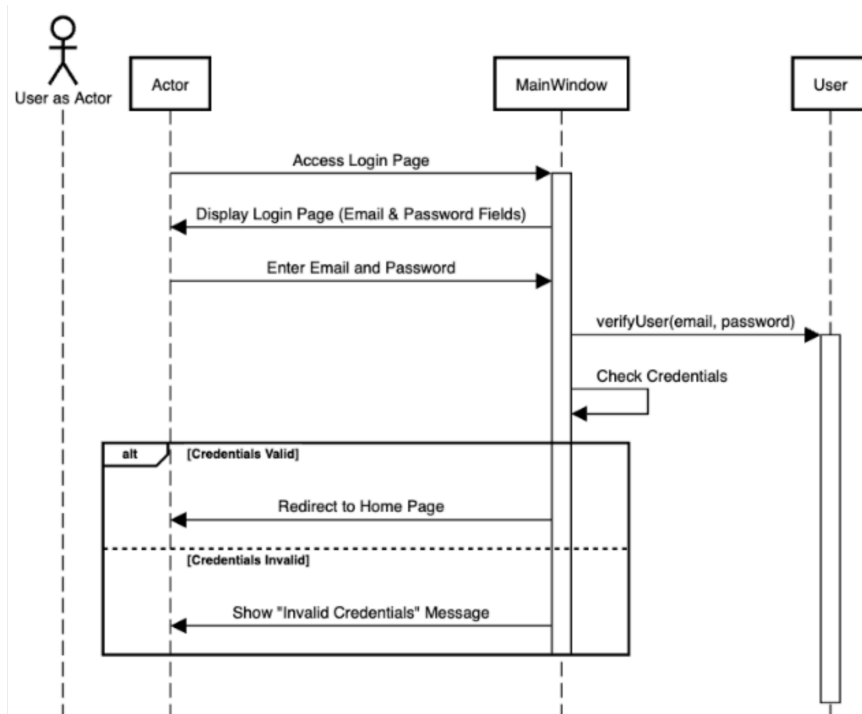 User as Actor
Actor
MainWindow
User
Access Login Page
Display Login Page (Email & Password Fields)
Enter Email and Password
verifyUser(email, password)
Check Credentials
alt
[Credentials Valid]
Redirect to Home Page
[Credentials Invalid]
Show "Invalid Credentials" Message